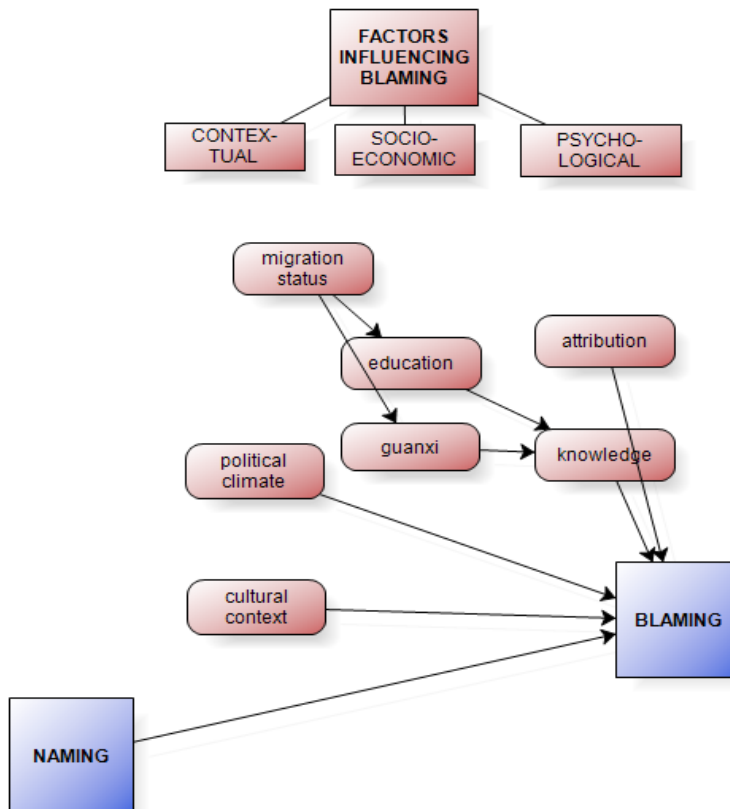 FACTORS
INFLUENCING
BLAMING
CONTEX-
TUAL
SOCIO-
ECONOMIC
PSYCHO-
LOGICAL
migration
status
education
attribution
guanxi
knowledge
political
climate
cultural
context
BLAMING
NAMING